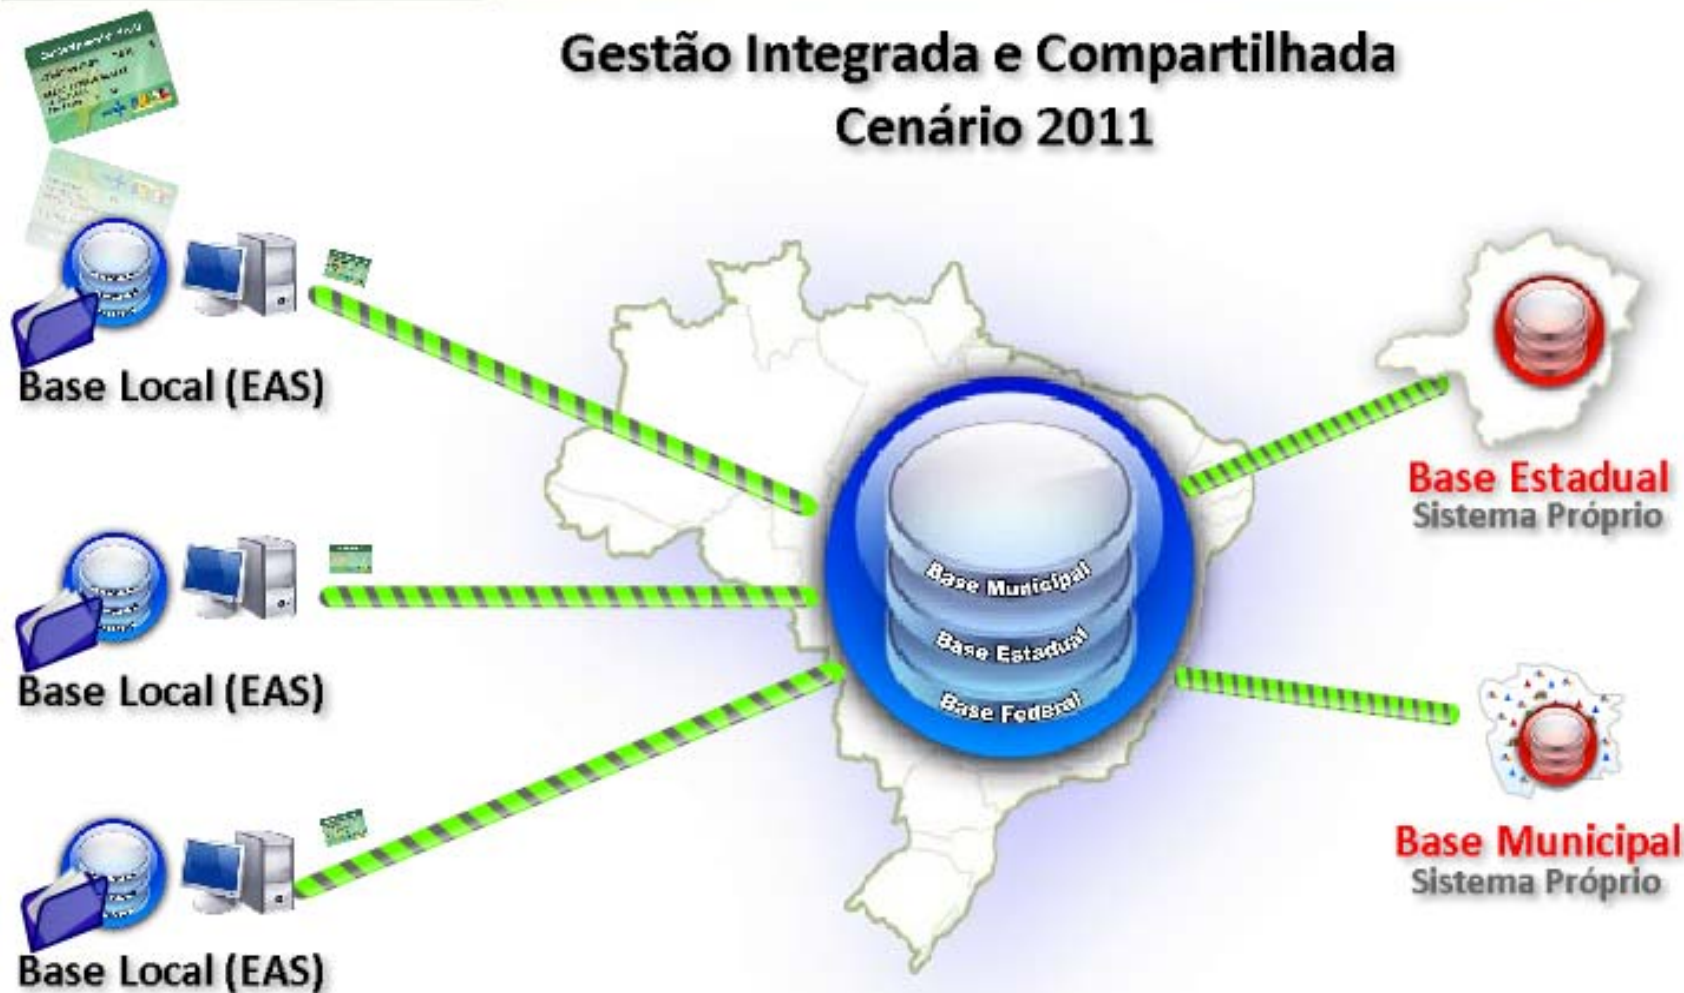 Gestão Integrada e Compartilhada
Cenário 2011
Base Local (EAS)
Base Local (EAS)
Base Local (EAS)
Base Municipal
Base Estadual
Base Federal
Base Estadual
Sistema Próprio
Base Municipal
Sistema Próprio